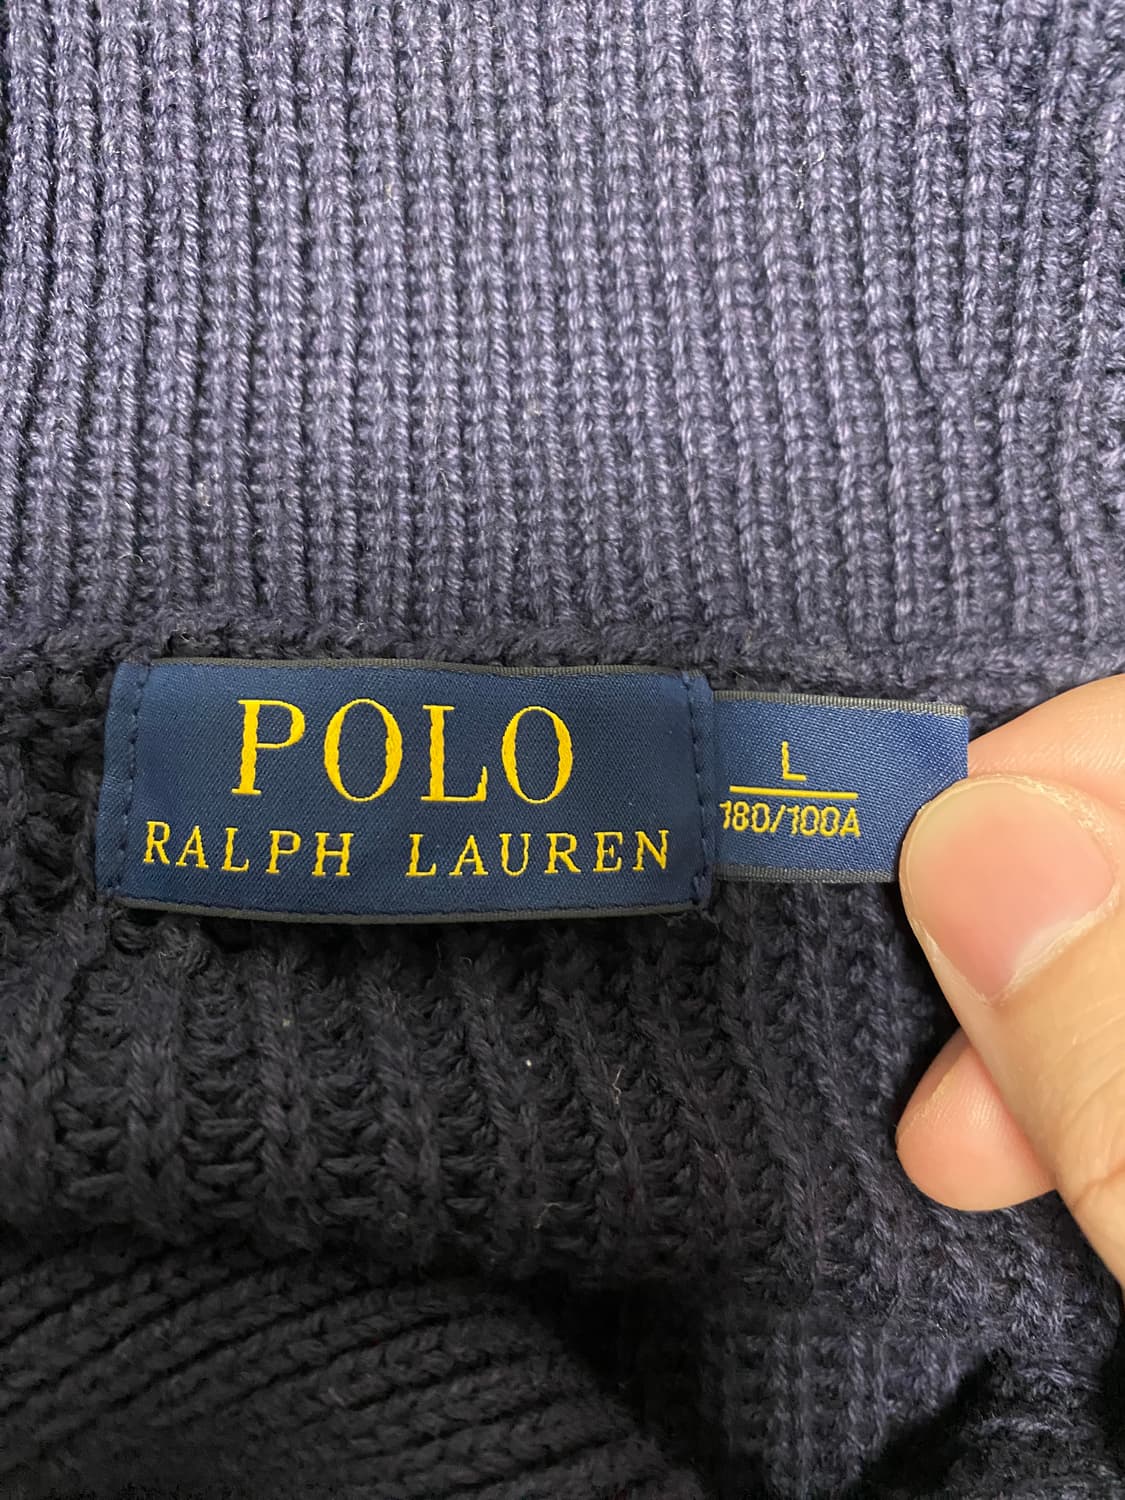 POLO
RALPH LAUREN
L
180/100A